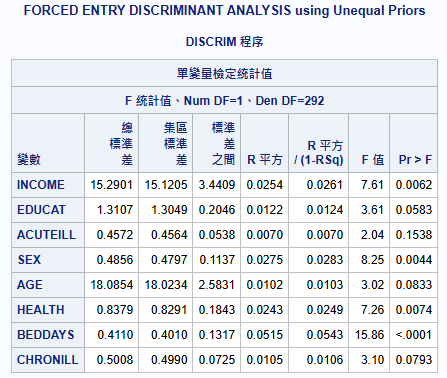 FORCED ENTRY DISCRIMINANT ANALYSIS using Unequal Priors
DISCRIM 程序
單變量檢定統計值
F 統計值、Num DF=1、Den DF=292
變數 總標準差 集區標準差 標準差之間 R 平方 R 平方 / (1-RSq) F 值 Pr > F
INCOME 15.2901 15.1205 3.4409 0.0254 0.0261 7.61 0.0062
EDUCAT 1.3107 1.3049 0.2046 0.0122 0.0124 3.61 0.0583
ACUTEILL 0.4572 0.4564 0.0538 0.0070 0.0070 2.04 0.1538
SEX 0.4856 0.4797 0.1137 0.0275 0.0283 8.25 0.0044
AGE 18.0854 18.0234 2.5831 0.0102 0.0103 3.02 0.0833
HEALTH 0.8379 0.8291 0.1843 0.0243 0.0249 7.26 0.0074
BEDDAYS 0.4110 0.4010 0.1317 0.0515 0.0543 15.86 <.0001
CHRONILL 0.5008 0.4990 0.0725 0.0105 0.0106 3.10 0.0793